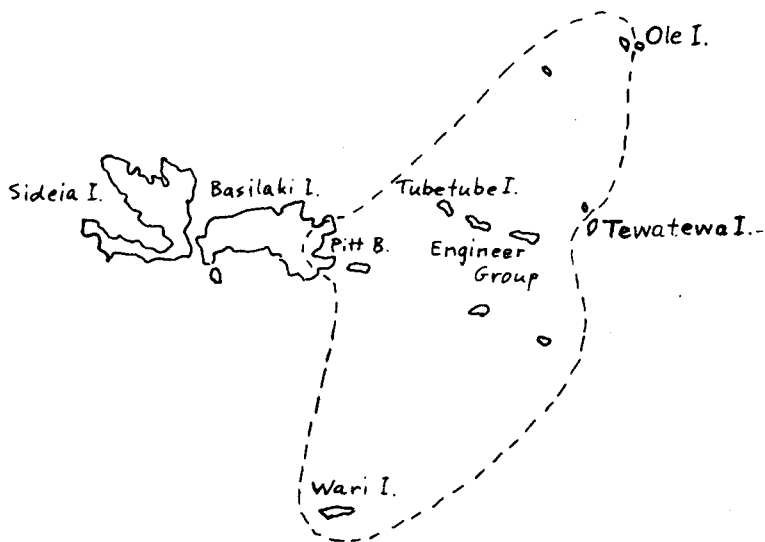 Ole I.
Sideia I.
Basilaki I.
Tubetube I.
Tewatewa I.
Pitt B.
Engineer
Group
Wari I.